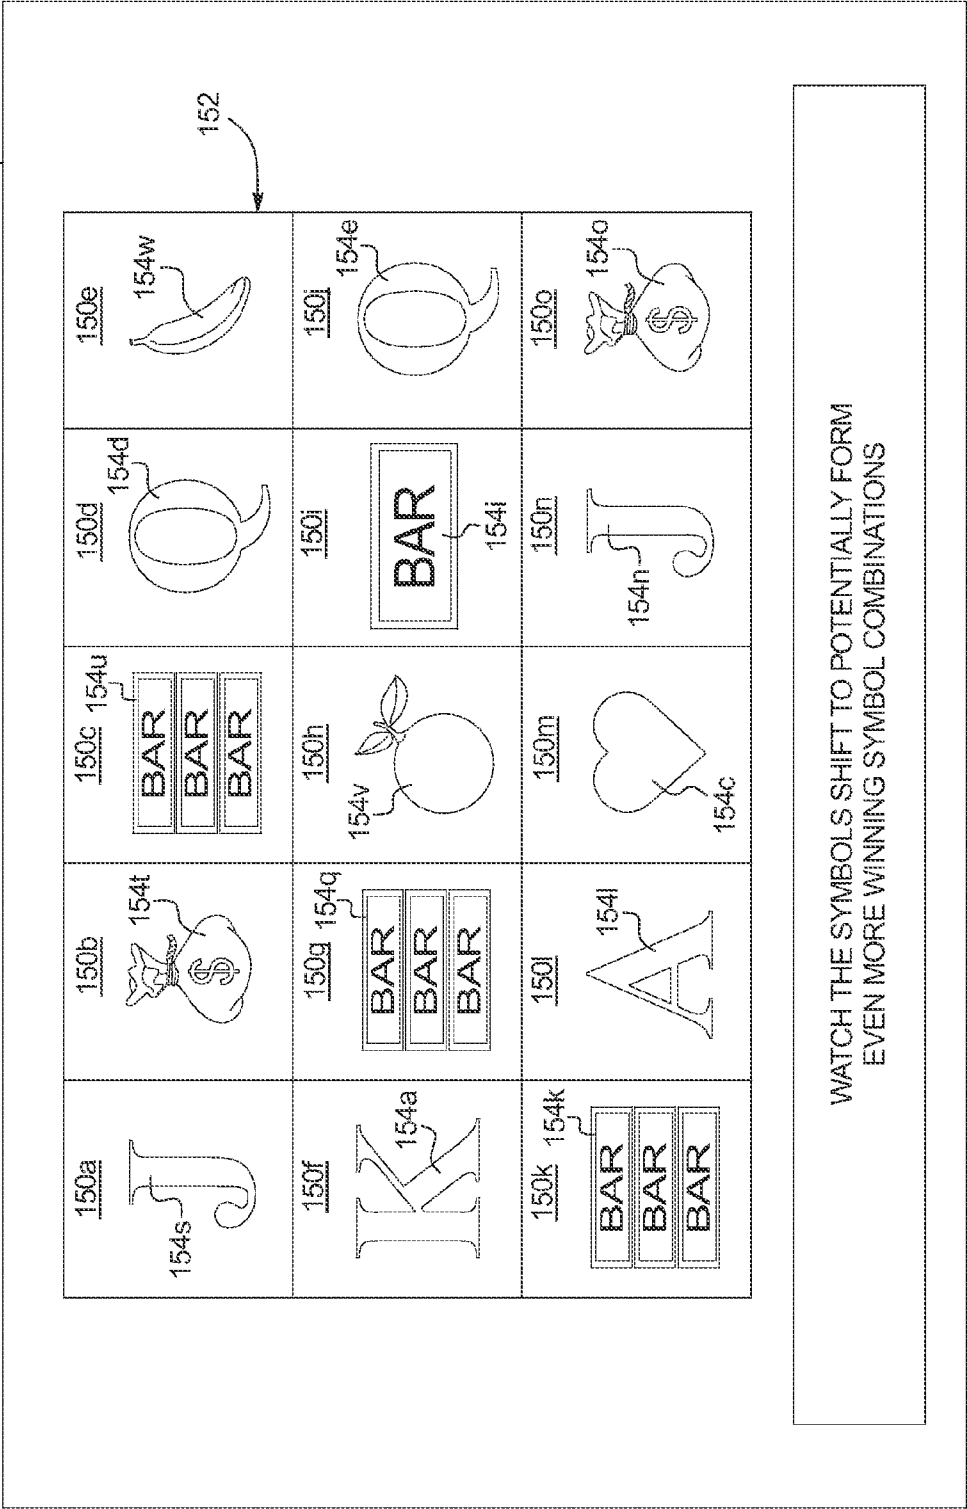 152
150a
154s
J
150b
154t
$
150c
154u
BAR
BAR
BAR
150d
154d
Q
150e
154w
150f
154a
K
150g
154q
BAR
BAR
BAR
150h
154v
150i
BAR
154i
150j
154e
Q
150k
154k
BAR
BAR
BAR
150l
154l
A
150m
154c
150n
154n
J
150o
154o
$
WATCH THE SYMBOLS SHIFT TO POTENTIALLY FORM
EVEN MORE WINNING SYMBOL COMBINATIONS